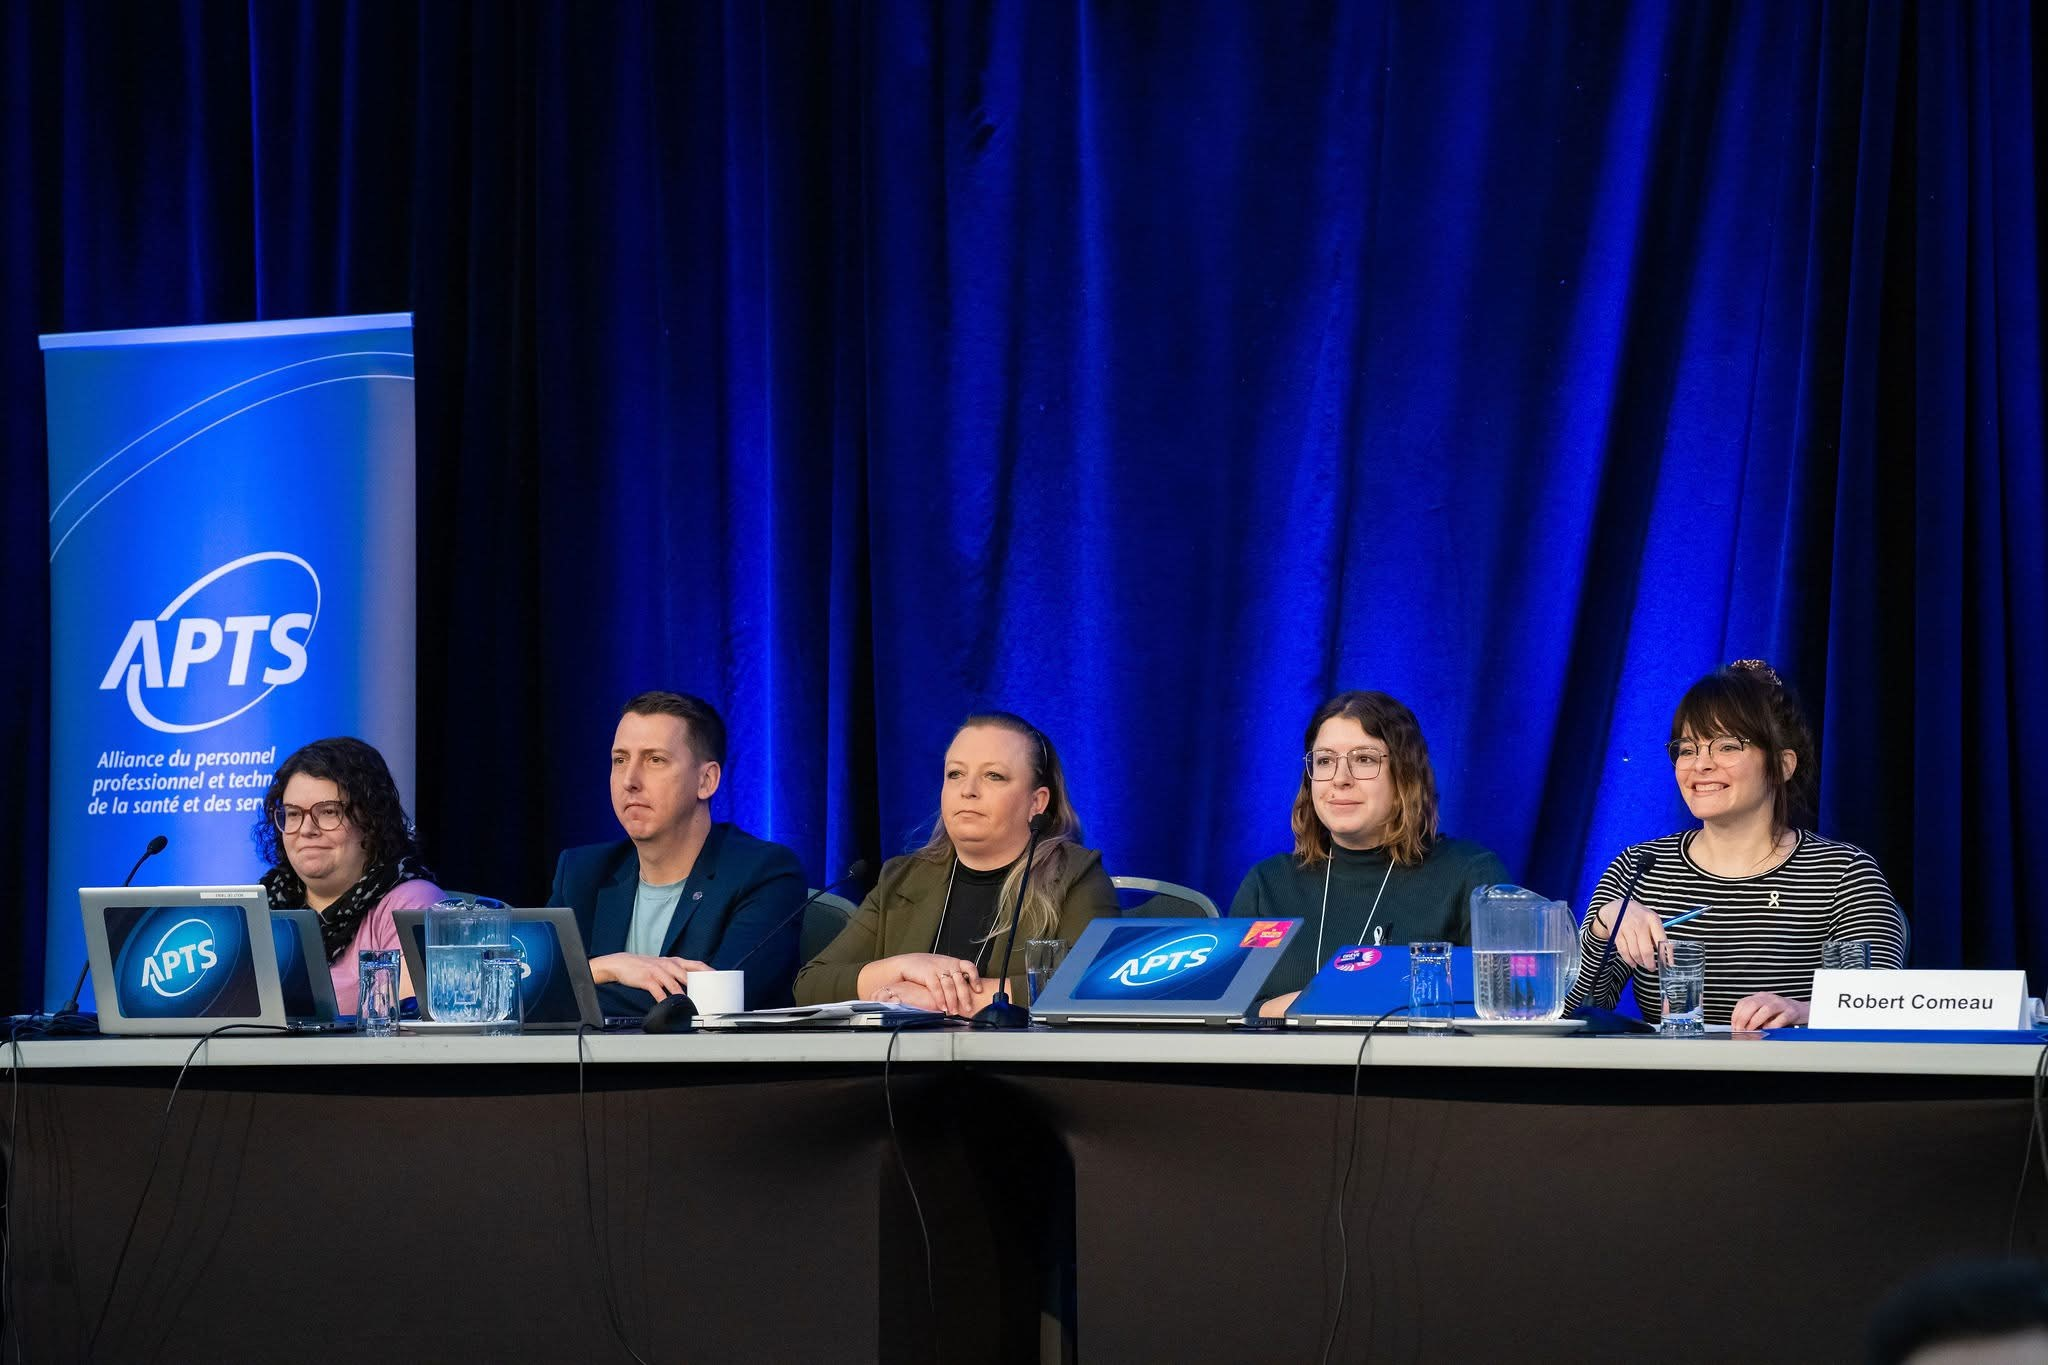 APTS
Alliance du personnel
professionnel et techn
de la santé et des serv
APTS
APTS
Robert Comeau